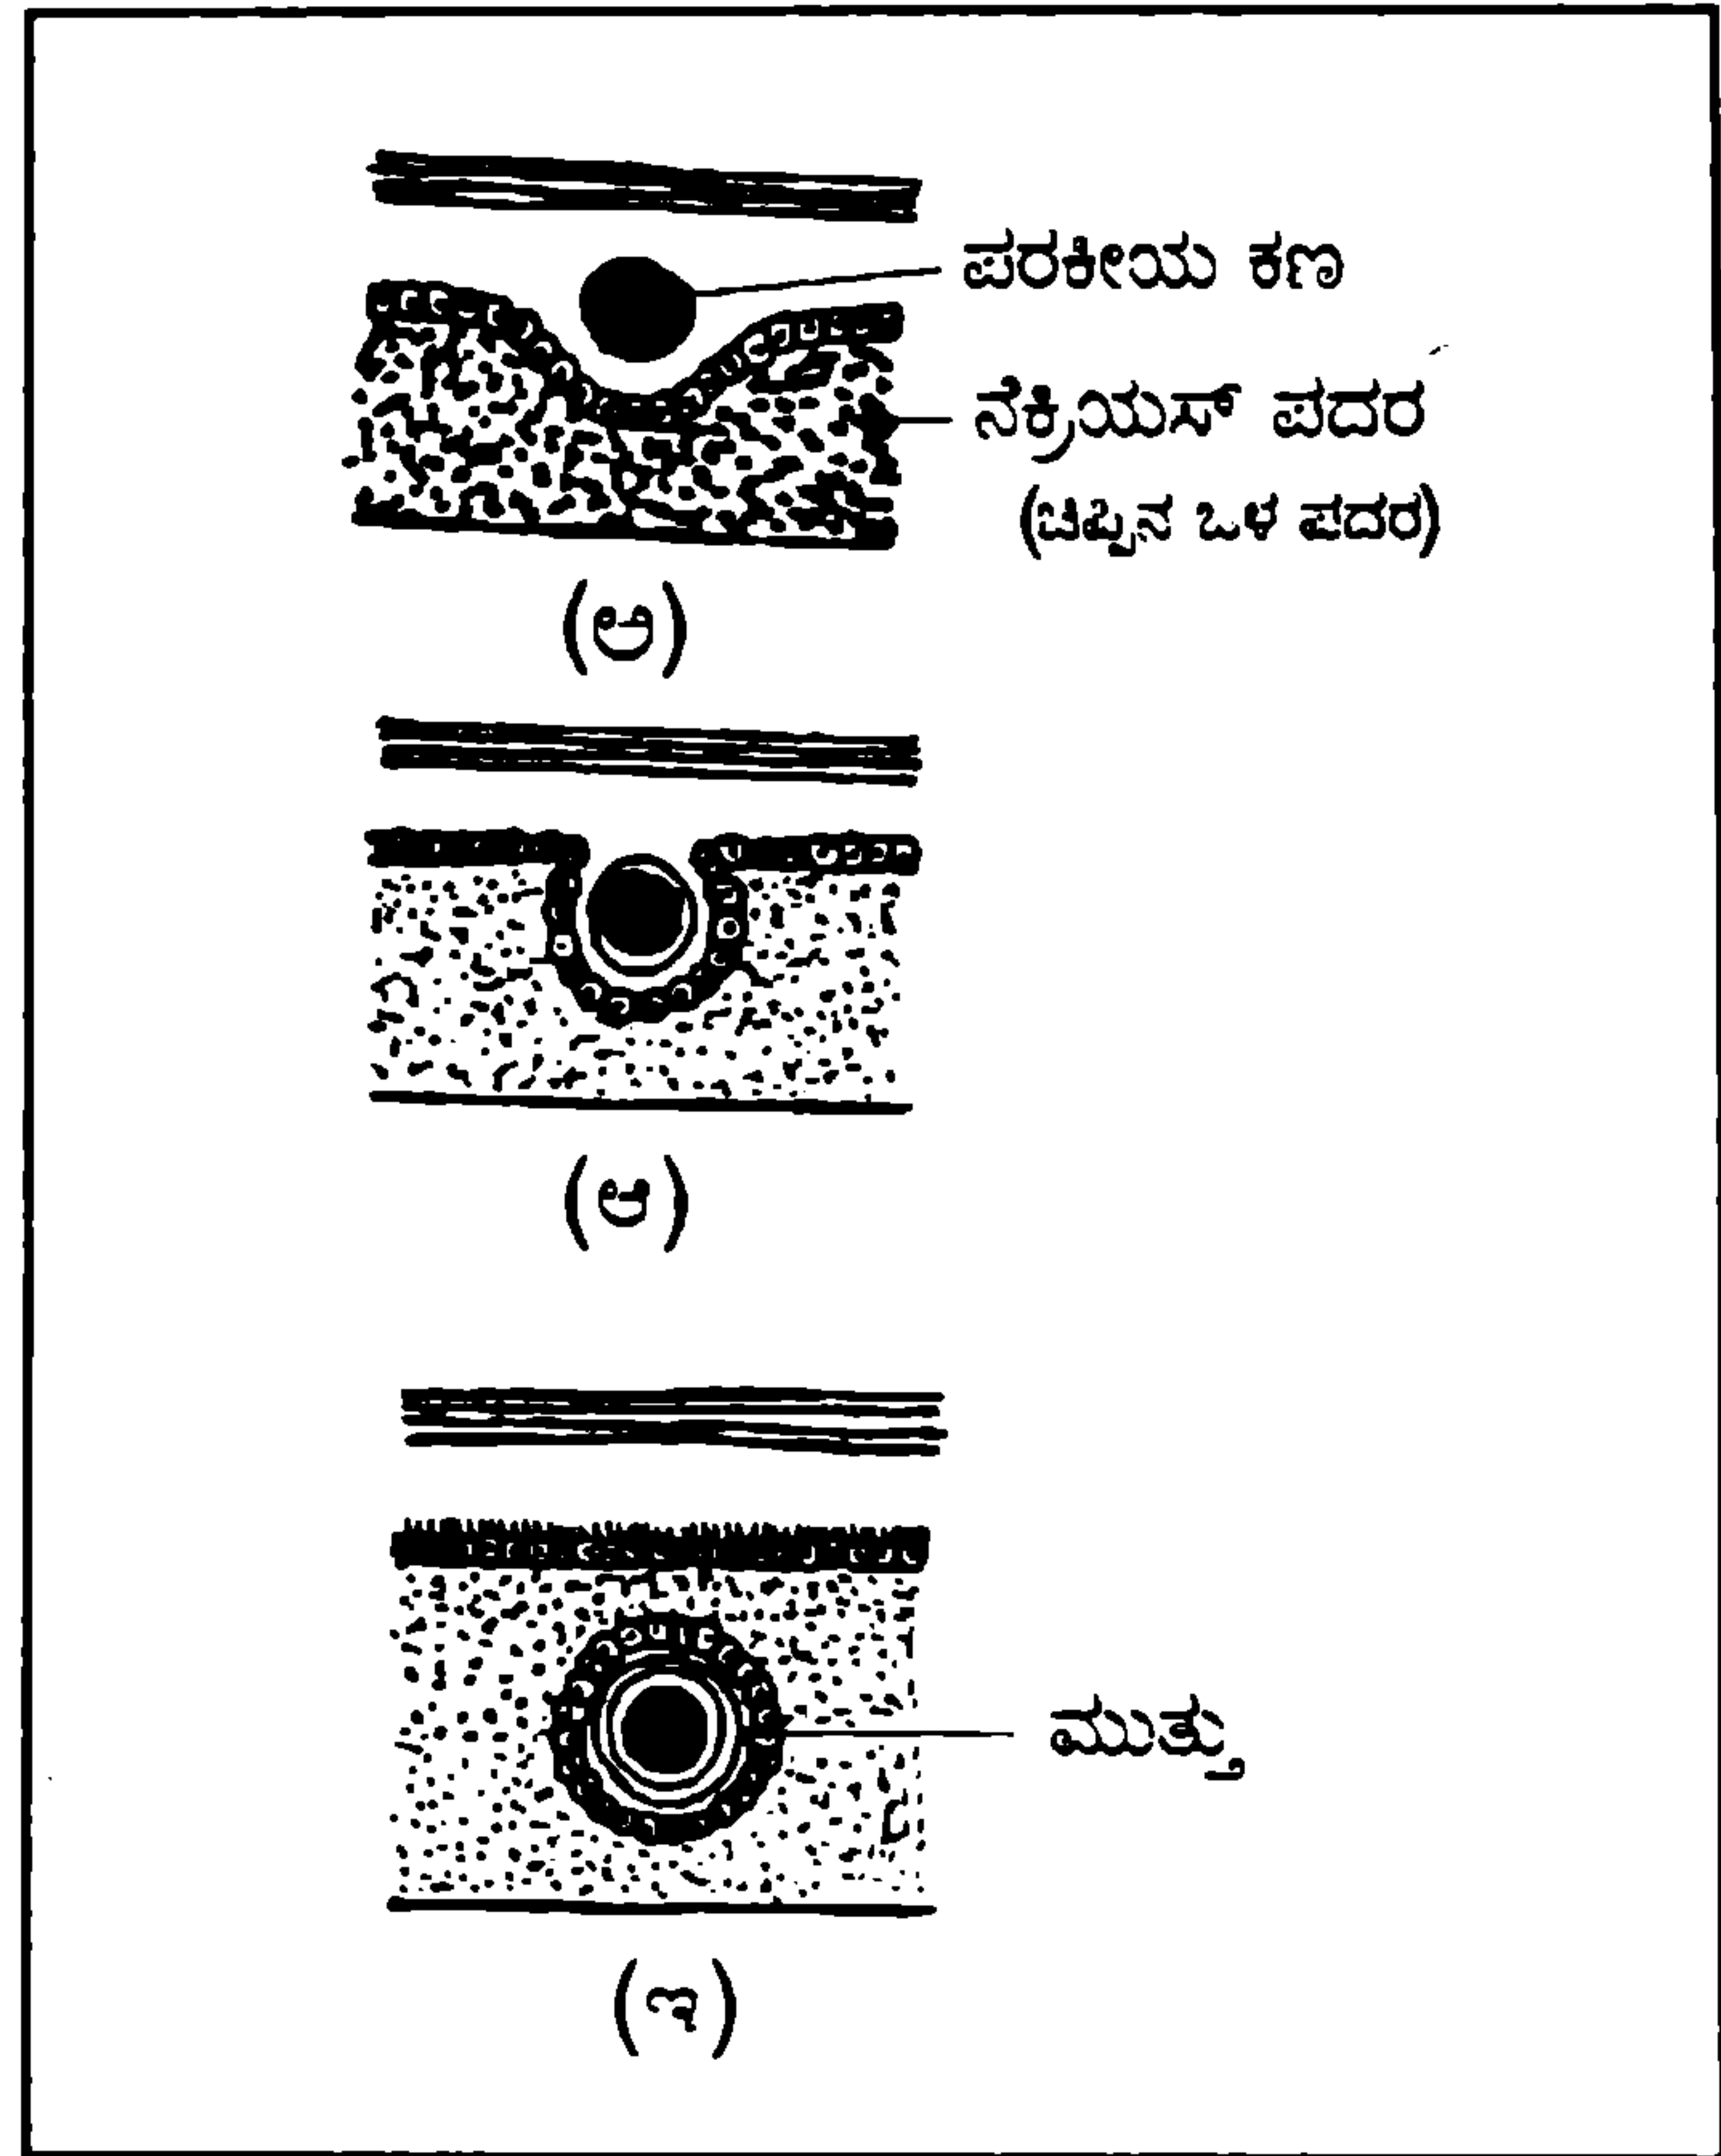 ಪರಕೀಯ ಕಣ
ನೆಕ್ರಿಯಸ್ ಪದರ
(ಚಿಪ್ಪಿನ ಒಳ ಪದರ)
(ಅ)
(ಆ)
ಮುತ್ತು
(ಇ)